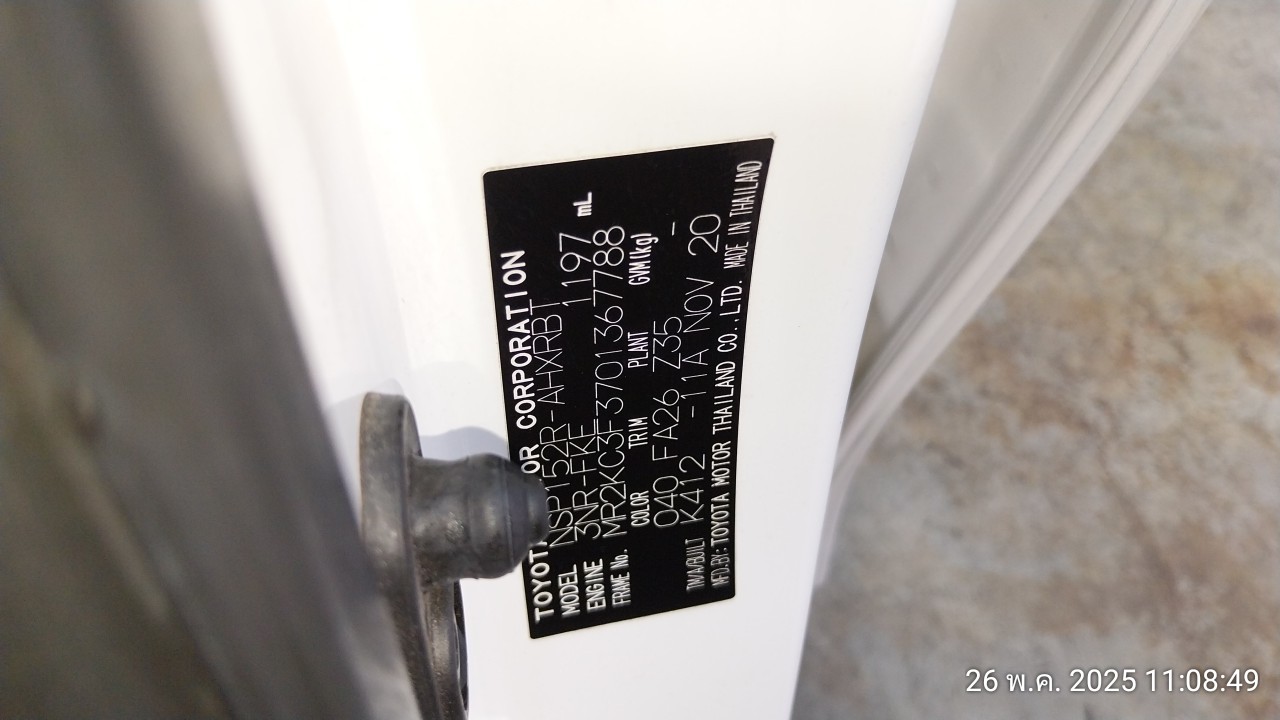 TOYOTA MOTOR CORPORATION
MODEL NSP152R-AHXRBT
ENGINE 3NR-FKE 1197 mL
FRAME No. MR2KC3F3701367788
COLOR TRIM PLANT GVM(kg)
040 FA26 Z35 -
TM/A/BUILT K412 -11A NOV 20
MFD.BY:TOYOTA MOTOR THAILAND CO.,LTD. MADE IN THAILAND
26 พ.ค. 2025 11:08:49